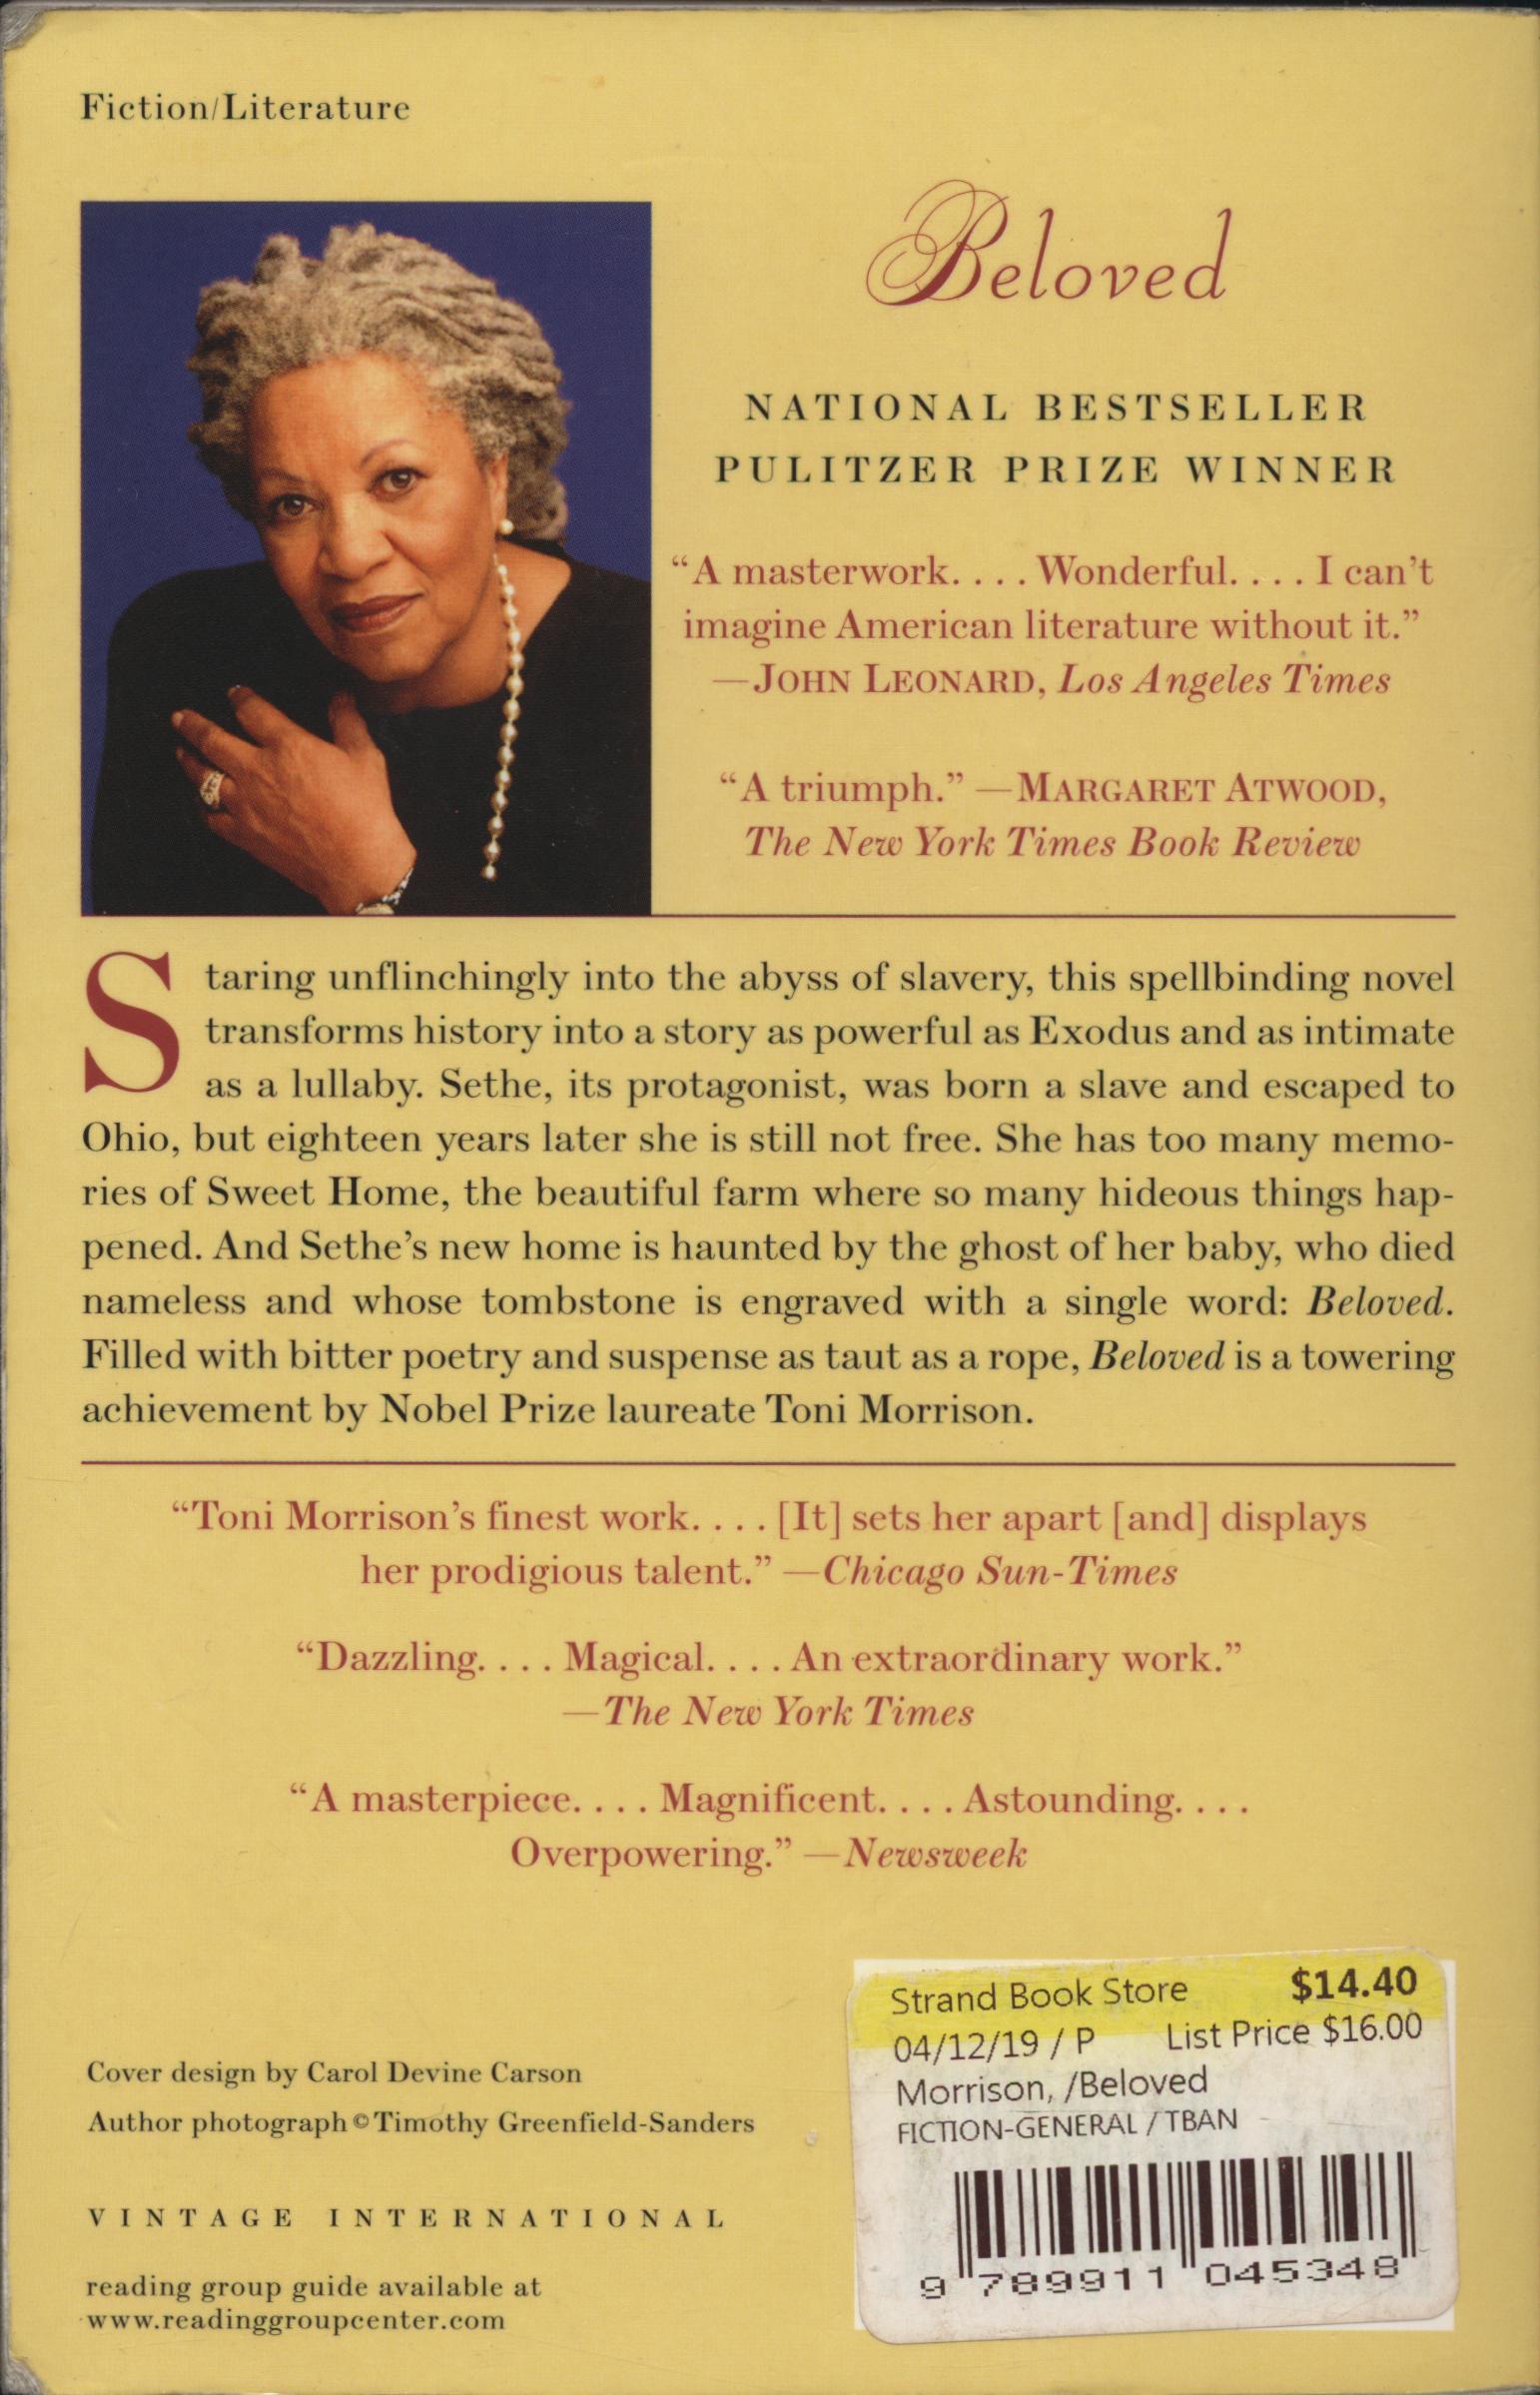 Fiction/Literature
Beloved
NATIONAL BESTSELLER
PULITZER PRIZE WINNER
“A masterwork. . . . Wonderful. . . . I can’t
imagine American literature without it.”
—JOHN LEONARD, Los Angeles Times
“A triumph.” —MARGARET ATWOOD,
The New York Times Book Review
Staring unflinchingly into the abyss of slavery, this spellbinding novel
transforms history into a story as powerful as Exodus and as intimate
as a lullaby. Sethe, its protagonist, was born a slave and escaped to
Ohio, but eighteen years later she is still not free. She has too many memo-
ries of Sweet Home, the beautiful farm where so many hideous things hap-
pened. And Sethe’s new home is haunted by the ghost of her baby, who died
nameless and whose tombstone is engraved with a single word: Beloved.
Filled with bitter poetry and suspense as taut as a rope, Beloved is a towering
achievement by Nobel Prize laureate Toni Morrison.
“Toni Morrison’s finest work. . . . [It] sets her apart [and] displays
her prodigious talent.” —Chicago Sun-Times
“Dazzling. . . . Magical. . . . An extraordinary work.”
—The New York Times
“A masterpiece. . . . Magnificent. . . . Astounding. . . .
Overpowering.” —Newsweek
Cover design by Carol Devine Carson
Author photograph © Timothy Greenfield-Sanders
VINTAGE INTERNATIONAL
reading group guide available at
www.readinggroupcenter.com
Strand Book Store $14.40
04/12/19 / P List Price $16.00
Morrison, /Beloved
FICTION-GENERAL / TBAN
9 789911 045348